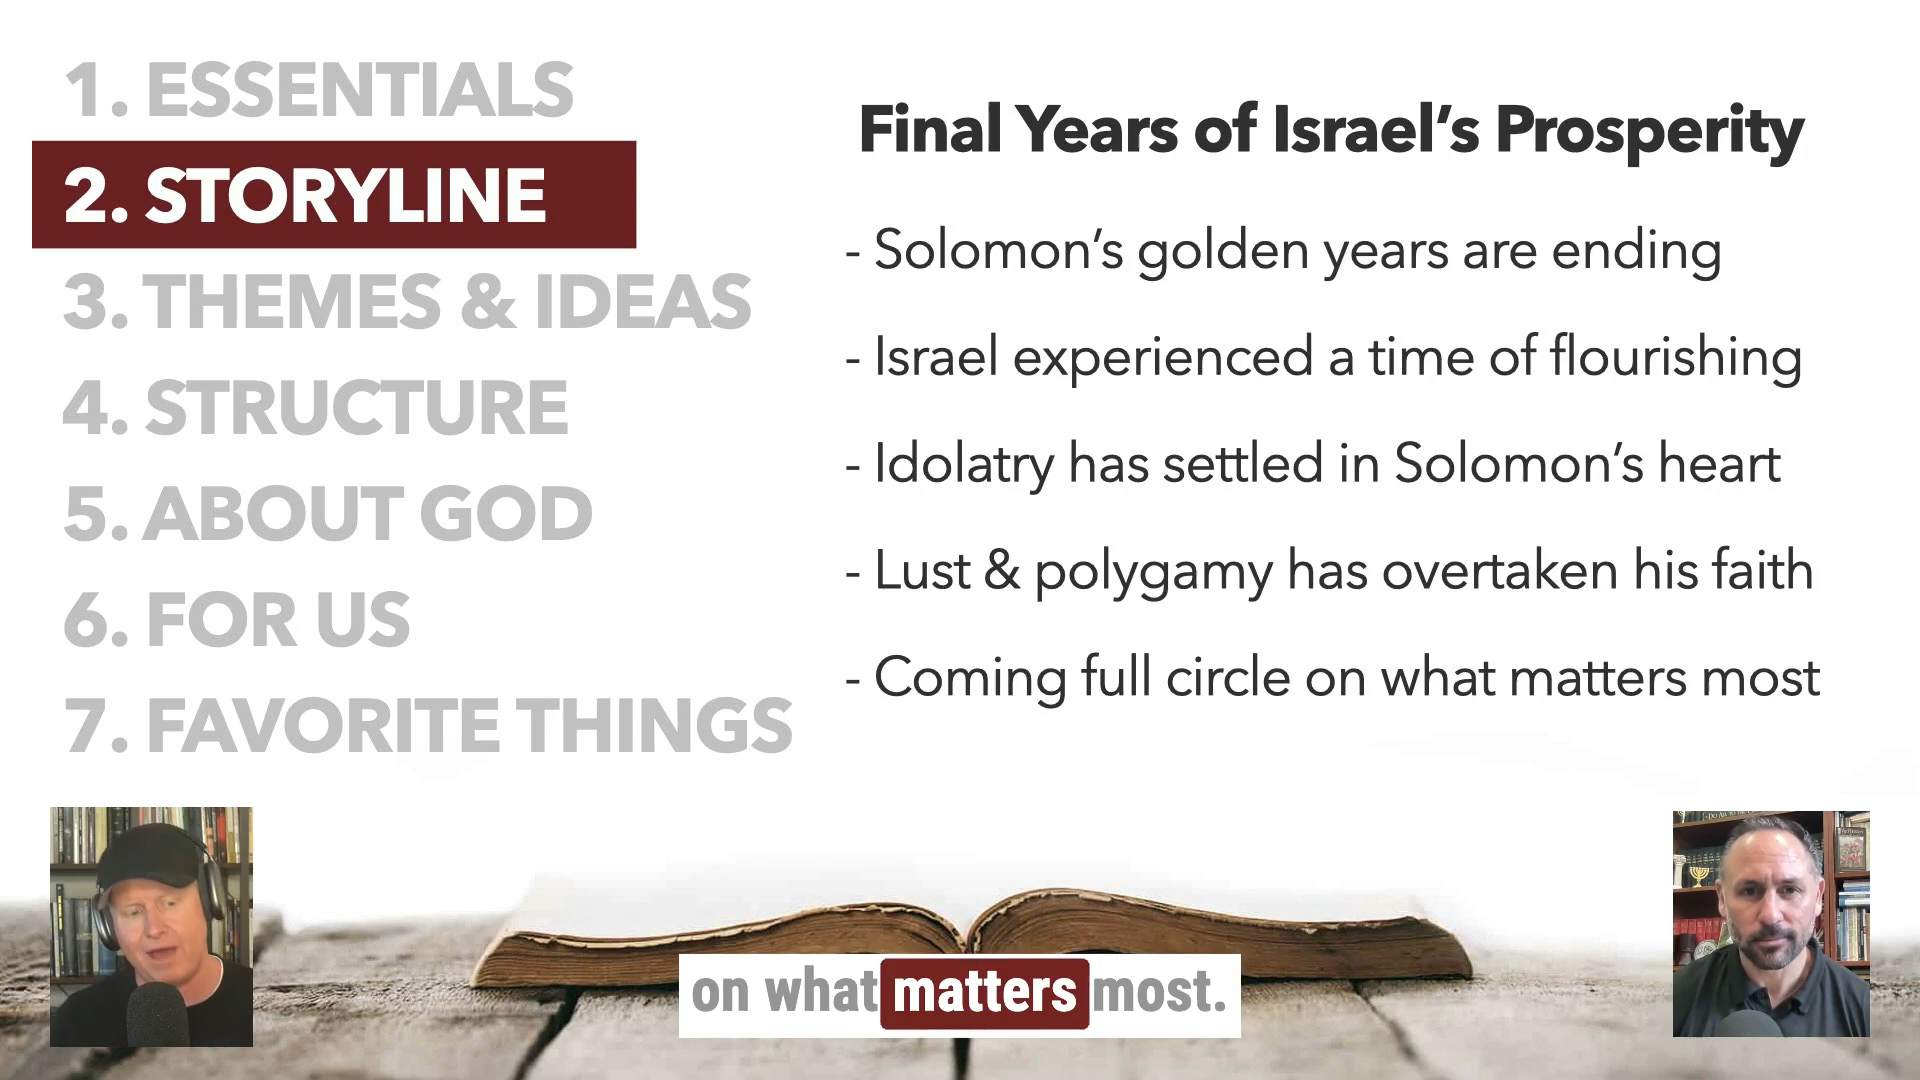 1. ESSENTIALS
2. STORYLINE
3. THEMES & IDEAS
4. STRUCTURE
5. ABOUT GOD
6. FOR US
7. FAVORITE THINGS
Final Years of Israel’s Prosperity
- Solomon’s golden years are ending
- Israel experienced a time of flourishing
- Idolatry has settled in Solomon’s heart
- Lust & polygamy has overtaken his faith
- Coming full circle on what matters most
on what matters most.